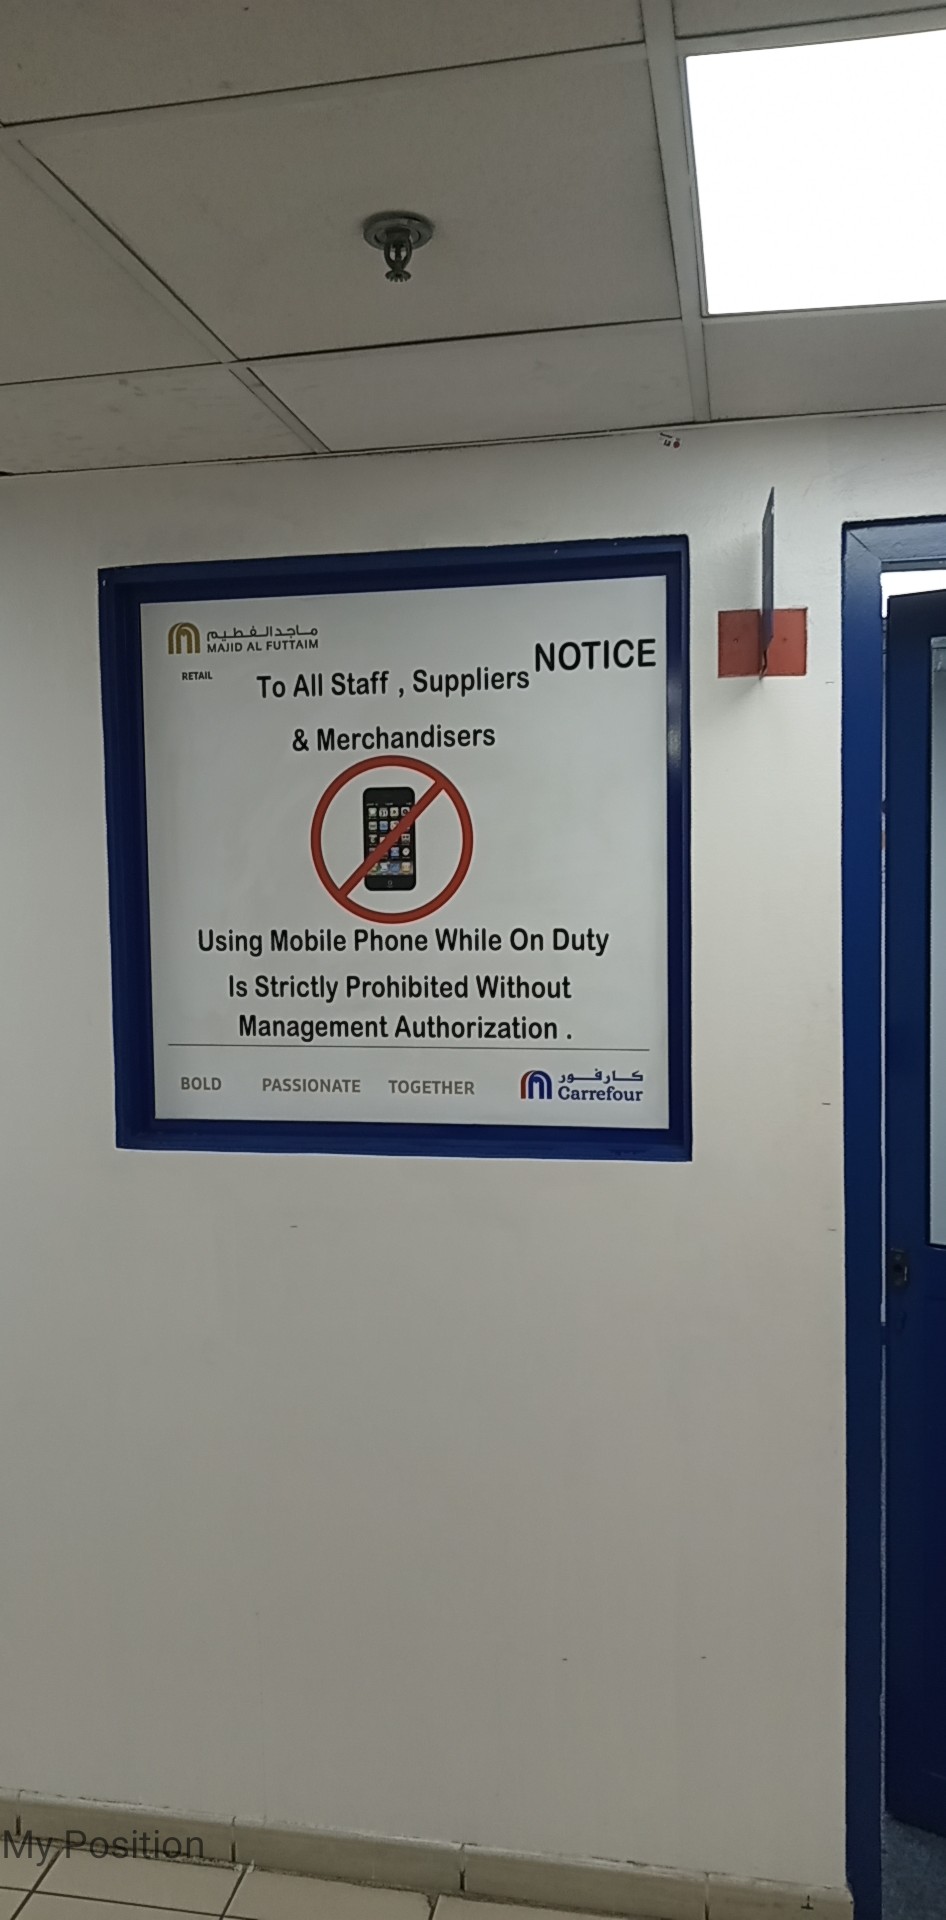 ماجد الفطيم
MAJID AL FUTTAIM
RETAIL
NOTICE
To All Staff , Suppliers
& Merchandisers
Using Mobile Phone While On Duty
Is Strictly Prohibited Without
Management Authorization .
BOLD PASSIONATE TOGETHER
كارفور
Carrefour
My Position